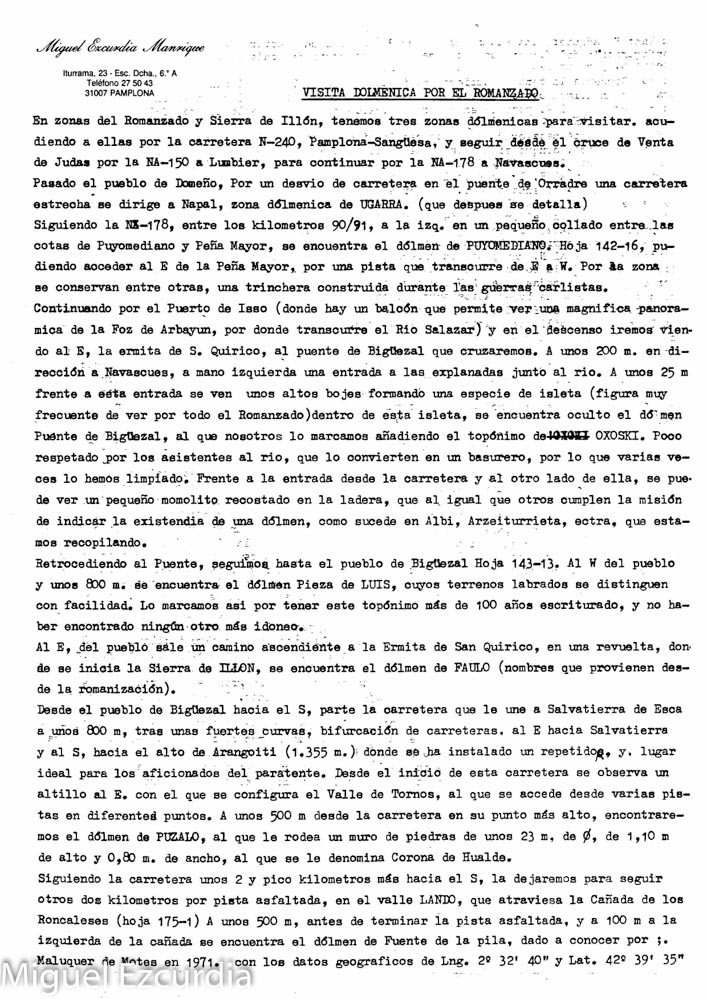 Miguel Ezcurdia Manrique
Iturrama, 23 - Esc. Dcha., 6.° A
Teléfono 27 50 43
31007 PAMPLONA
VISITA DOLMENICA POR EL ROMANZADO
En zonas del Romanzado y Sierra de Illón, tenemos tres zonas dólmenicas para visitar. acu-
diendo a ellas por la carretera N-240, Pamplona-Sangüesa, y seguir desde el cruce de Venta
de Judas por la NA-150 a Lumbier, para continuar por la NA-178 a Navascues.
Pasado el pueblo de Domeño, Por un desvio de carretera en el puente de Orradre una carretera
estrecha se dirige a Napal, zona dólmenica de UGARRA. (que despues se detalla)
Siguiendo la NA-178, entre los kilometros 90/91, a la izq. en un pequeño collado entre las
cotas de Puyomediano y Peña Mayor, se encuentra el dólmen de PUYOMEDIANO. Hoja 142-16, pu-
diendo acceder al E de la Peña Mayor, por una pista que transcurre de E a W. Por la zona
se conservan entre otras, una trinchera construida durante las guerras carlistas.
Continuando por el Puerto de Isso (donde hay un balcón que permite ver una magnifica panora-
mica de la Foz de Arbayun, por donde transcurre el Rio Salazar) y en el descenso iremos vien-
do al E, la ermita de S. Quirico, al puente de Bigüezal que cruzaremos. A unos 200 m. en di-
rección a Navascues, a mano izquierda una entrada a las explanadas junto al rio. A unos 25 m
frente a esta entrada se ven unos altos bojes formando una especie de isleta (figura muy
frecuente de ver por todo el Romanzado)dentro de esta isleta, se encuentra oculto el dólmen
Puente de Bigüezal, al que nosotros lo marcamos añadiendo el topónimo de OXOSKI. Poco
respetado por los asistentes al rio, que lo convierten en un basurero, por lo que varias ve-
ces lo hemos limpiado. Frente a la entrada desde la carretera y al otro lado de ella, se pue-
de ver un pequeño momolito recostado en la ladera, que al igual que otros cumplen la misión
de indicar la existendia de una dólmen, como sucede en Albi, Arzeiturrieta, ectra, que esta-
mos recopilando.
Retrocediendo al Puente, seguimos hasta el pueblo de Bigüezal Hoja 143-13. Al W del pueblo
y unos 800 m. se encuentra el dólmen Pieza de LUIS, cuyos terrenos labrados se distinguen
con facilidad. Lo marcamos asi por tener este topónimo más de 100 años escriturado, y no ha-
ber encontrado ningún otro más idoneo.
Al E, del pueblo sale un camino ascendiente a la Ermita de San Quirico, en una revuelta, don-
de se inicia la Sierra de ILLON, se encuentra el dólmen de FAULO (nombres que provienen des-
de la romanización).
Desde el pueblo de Bigüezal hacia el S, parte la carretera que le une a Salvatierra de Esca
a unos 800 m, tras unas fuertes curvas, bifurcación de carreteras. al E hacia Salvatierra
y al S, hacia el alto de Arangoiti (1.355 m.) donde se ha instalado un repetidor, y, lugar
ideal para los aficionados del paratente. Desde el inicio de esta carretera se observa un
altillo al E. con el que se configura el Valle de Tornos, al que se accede desde varias pis-
tas en diferentes puntos. A unos 500 m desde la carretera en su punto más alto, encontrare-
mos el dólmen de PUZALO, al que le rodea un muro de piedras de unos 23 m, de Ø, de 1,10 m
de alto y 0,80 m. de ancho, al que se le denomina Corona de Hualde.
Siguiendo la carretera unos 2 y pico kilometros más hacia el S, la dejaremos para seguir
otros dos kilometros por pista asfaltada, en el valle LANDO, que atraviesa la Cañada de los
Roncaleses (hoja 175-1) A unos 500 m, antes de terminar la pista asfaltada, y a 100 m a la
izquierda de la cañada se encuentra el dólmen de Fuente de la pila, dado a conocer por ;.
Maluquer de Motes en 1971. con los datos geograficos de Lng. 2º 32' 40" y Lat. 42º 39' 35"
Miguel Ezcurdia